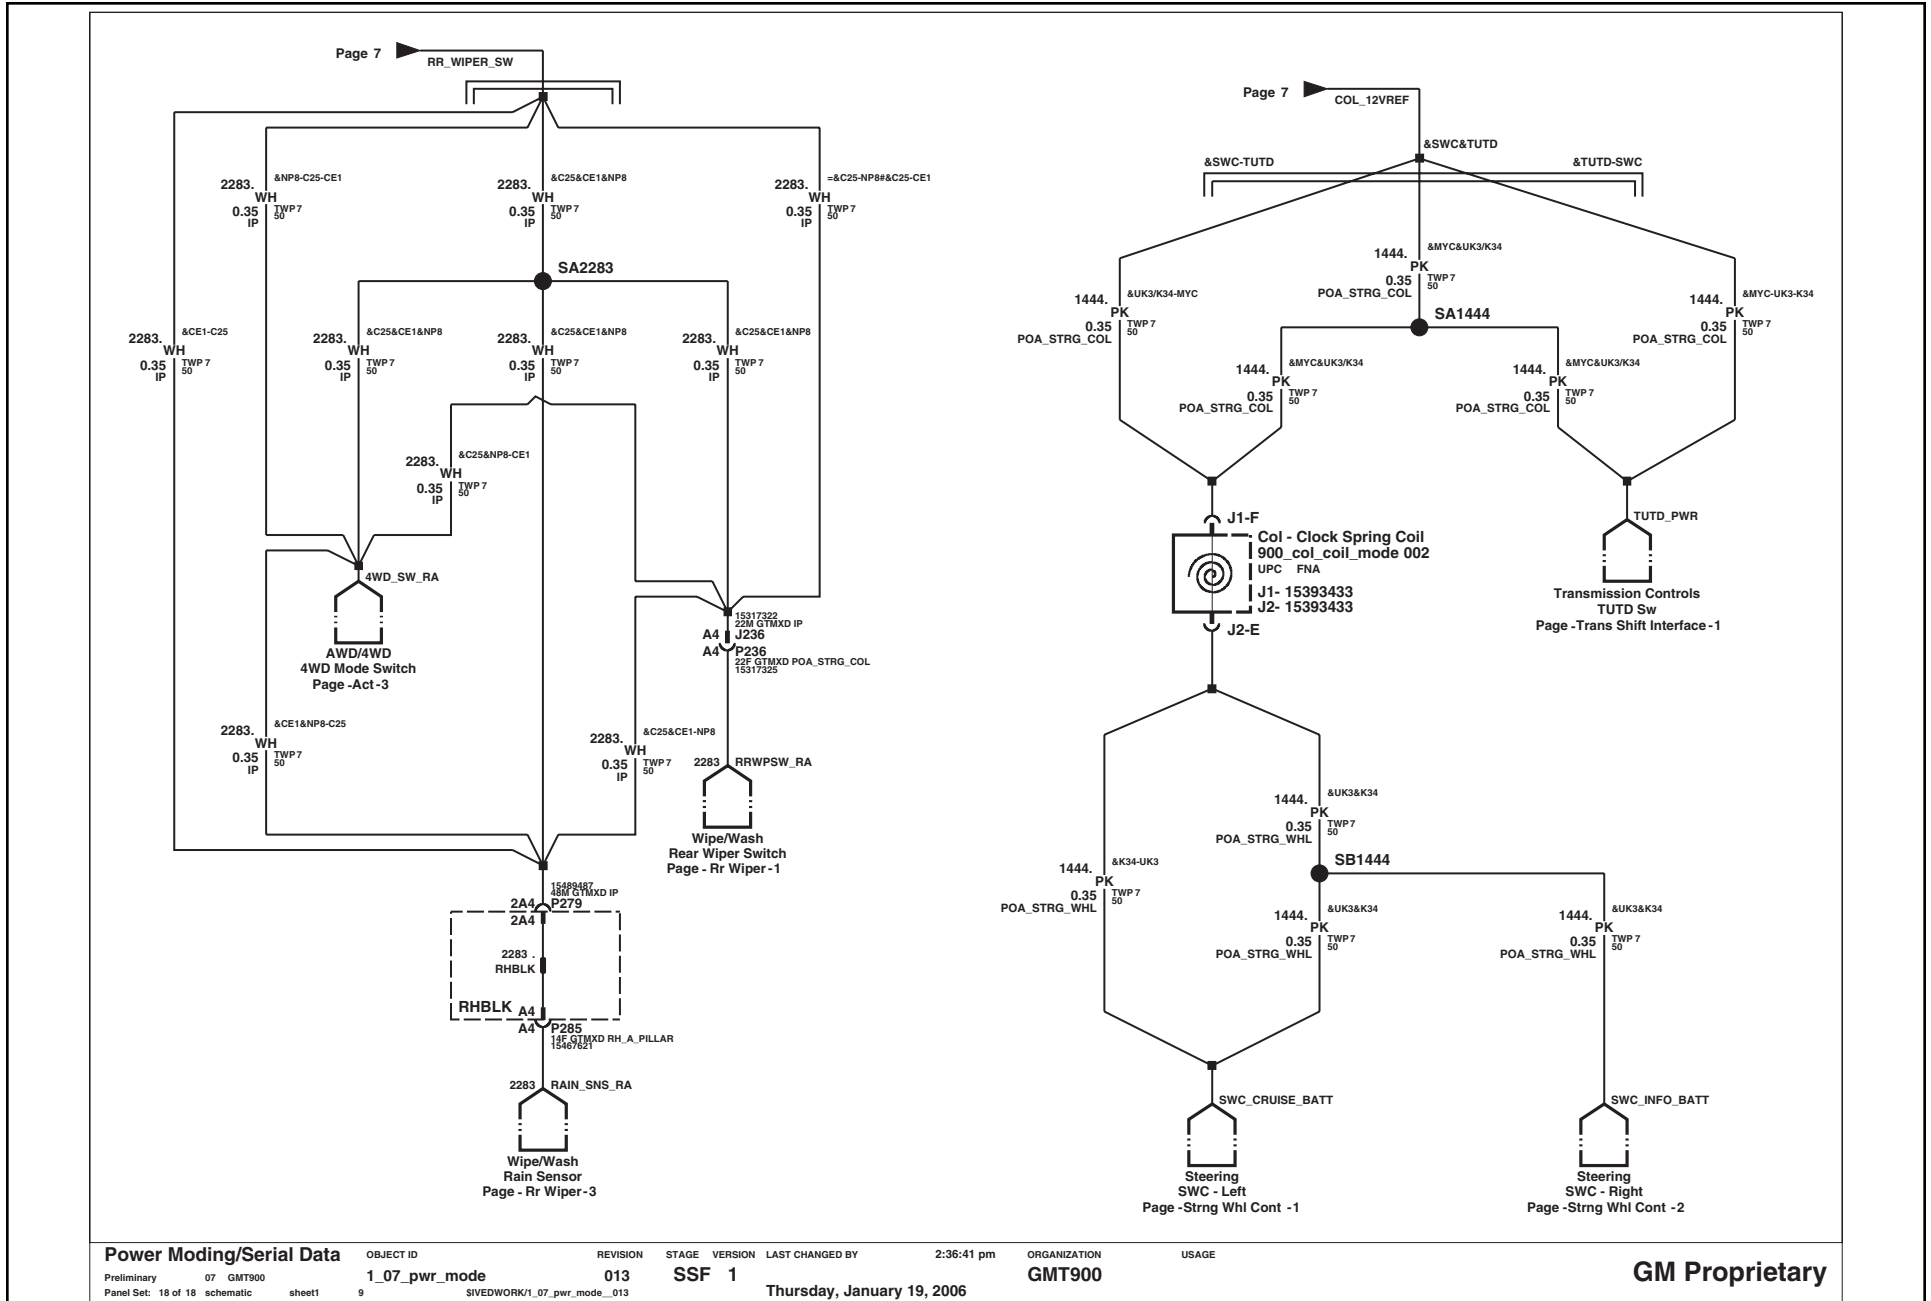 Page 7
RR_WIPER_SW
2283.
WH
0.35
IP
&NP8-C25-CE1
TWP 7
50
2283.
WH
0.35
IP
&C25&CE1&NP8
TWP 7
50
2283.
WH
0.35
IP
=&C25-NP8#&C25-CE1
TWP 7
50
SA2283
2283.
WH
0.35
IP
&CE1-C25
TWP 7
50
2283.
WH
0.35
IP
&C25&CE1&NP8
TWP 7
50
2283.
WH
0.35
IP
&C25&CE1&NP8
TWP 7
50
2283.
WH
0.35
IP
&C25&CE1&NP8
TWP 7
50
2283.
WH
0.35
IP
&C25&NP8-CE1
TWP 7
50
4WD_SW_RA
AWD/4WD
4WD Mode Switch
Page -Act -3
15317322
22M GTMXD IP
A4 J236
A4 P236
22F GTMXD POA_STRG_COL
15317325
2283.
WH
0.35
IP
&CE1&NP8-C25
TWP 7
50
2283.
WH
0.35
IP
&C25&CE1-NP8
TWP 7
50
2283 RRWPSW_RA
Wipe/Wash
Rear Wiper Switch
Page - Rr Wiper -1
15489487
48M GTMXD IP
2A4 P279
2A4
2283 .
RHBLK
RHBLK A4
A4 P285
14F GTMXD RH_A_PILLAR
15467621
2283 RAIN_SNS_RA
Wipe/Wash
Rain Sensor
Page - Rr Wiper -3
Page 7
COL_12VREF
&SWC&TUTD
&SWC-TUTD
&TUTD-SWC
1444.
PK
0.35
POA_STRG_COL
&MYC&UK3/K34
TWP 7
50
1444.
PK
0.35
POA_STRG_COL
&UK3/K34-MYC
TWP 7
50
SA1444
1444.
PK
0.35
POA_STRG_COL
&MYC-UK3-K34
TWP 7
50
1444.
PK
0.35
POA_STRG_COL
&MYC&UK3/K34
TWP 7
50
1444.
PK
0.35
POA_STRG_COL
&MYC&UK3/K34
TWP 7
50
J1-F
Col - Clock Spring Coil
900_col_coil_mode 002
UPC FNA
J1- 15393433
J2- 15393433
J2-E
TUTD_PWR
Transmission Controls
TUTD Sw
Page -Trans Shift Interface -1
1444.
PK
0.35
POA_STRG_WHL
&UK3&K34
TWP 7
50
SB1444
1444.
PK
0.35
POA_STRG_WHL
&K34-UK3
TWP 7
50
1444.
PK
0.35
POA_STRG_WHL
&UK3&K34
TWP 7
50
1444.
PK
0.35
POA_STRG_WHL
&UK3&K34
TWP 7
50
SWC_CRUISE_BATT
Steering
SWC - Left
Page -Strng Whl Cont -1
SWC_INFO_BATT
Steering
SWC - Right
Page -Strng Whl Cont -2
Power Moding/Serial Data OBJECT ID REVISION STAGE VERSION LAST CHANGED BY 2:36:41 pm ORGANIZATION USAGE
Preliminary 07 GMT900 1_07_pwr_mode 013 SSF 1 GMT900 GM Proprietary
Panel Set: 18 of 18 schematic sheet1 9 $IVEDWORK/1_07_pwr_mode__013 Thursday, January 19, 2006